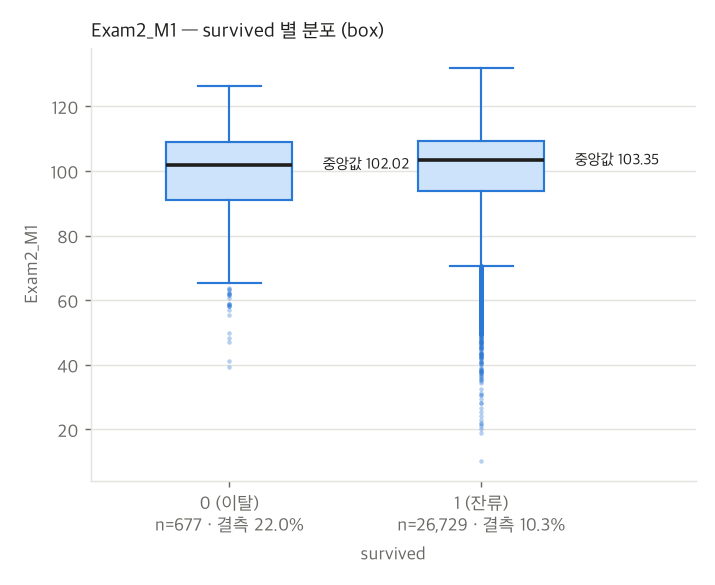 Exam2_M1 — survived 별 분포 (box)
Exam2_M1
120
100
80
60
40
20
중앙값 102.02
중앙값 103.35
0 (이탈)
n=677 · 결측 22.0%
1 (잔류)
n=26,729 · 결측 10.3%
survived